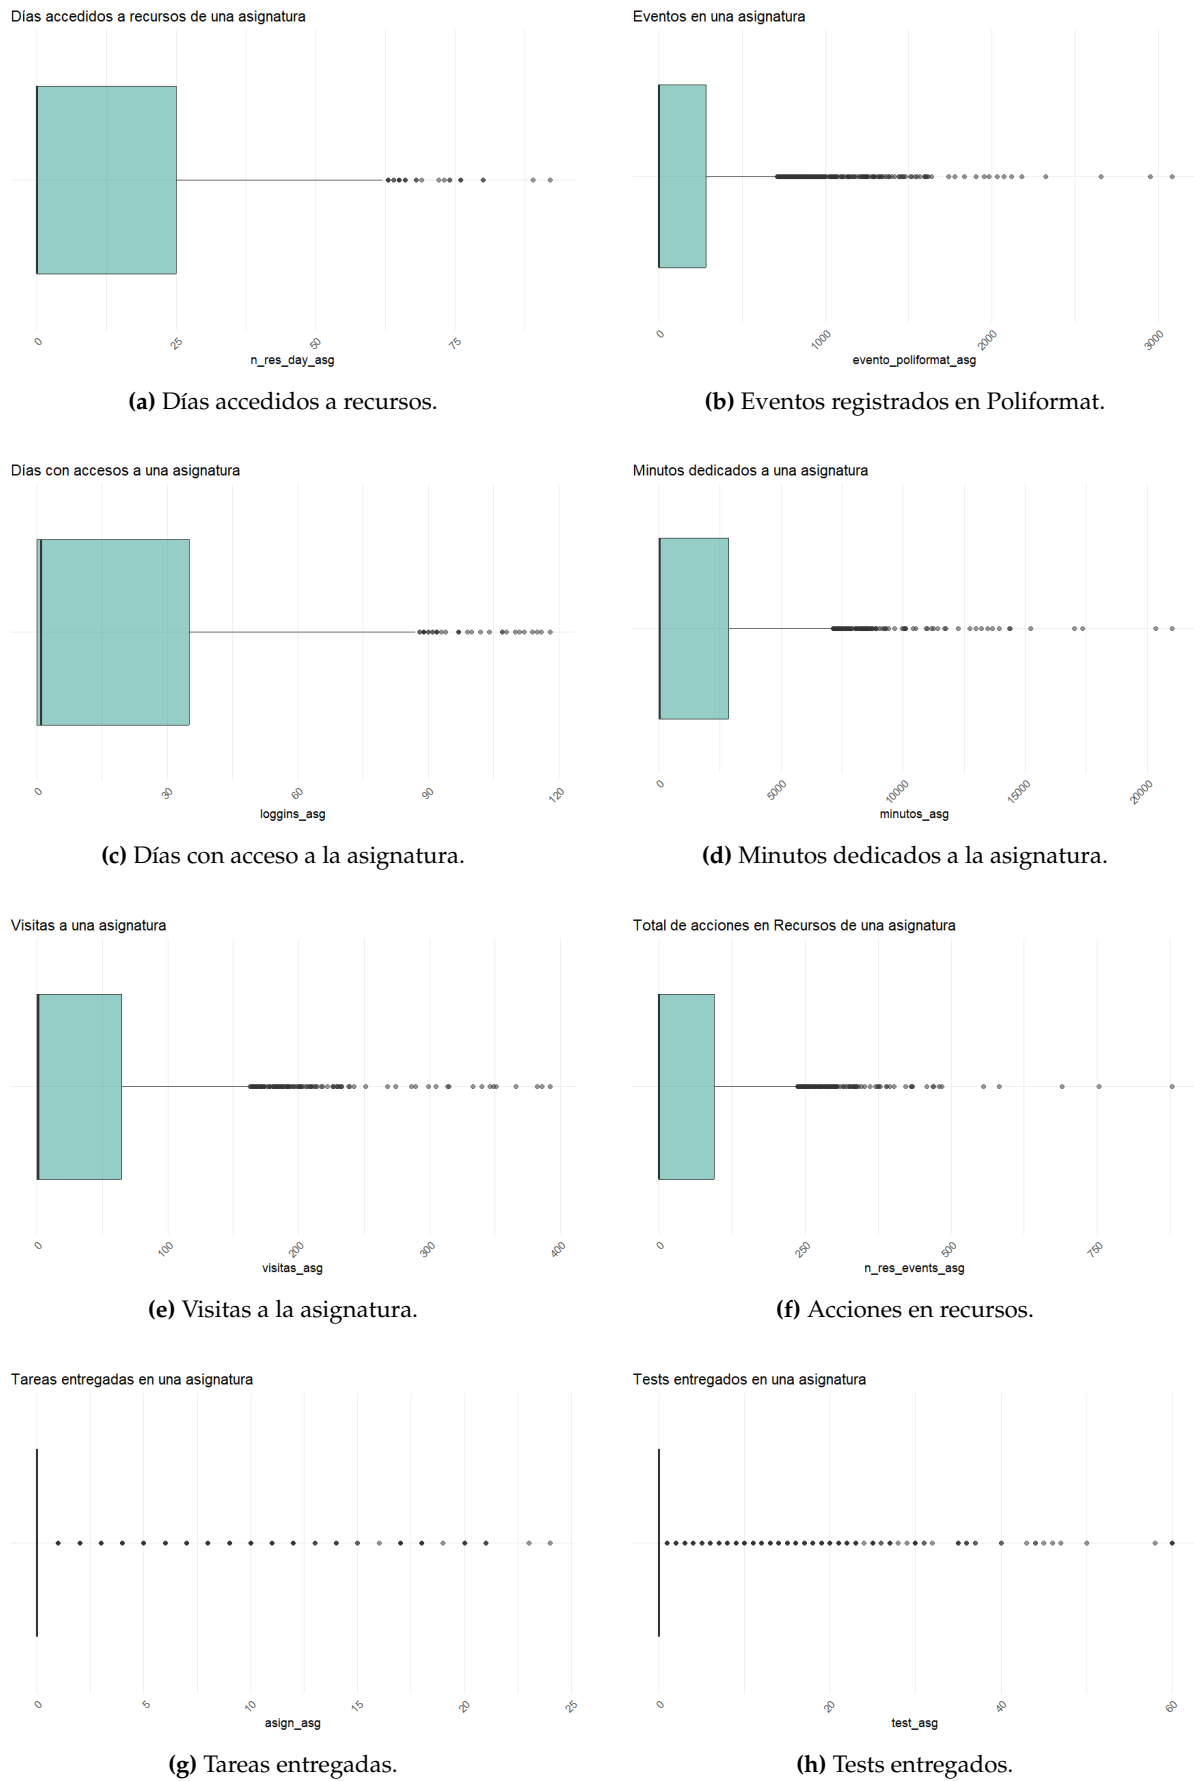 Días accedidos a recursos de una asignatura
0 25 50 75
n_res_day_asg
(a) Días accedidos a recursos.
Eventos en una asignatura
0 1000 2000 3000
evento_poliformat_asg
(b) Eventos registrados en Poliformat.
Días con accesos a una asignatura
0 30 60 90 120
loggins_asg
(c) Días con acceso a la asignatura.
Minutos dedicados a una asignatura
0 5000 10000 15000 20000
minutos_asg
(d) Minutos dedicados a la asignatura.
Visitas a una asignatura
0 100 200 300 400
visitas_asg
(e) Visitas a la asignatura.
Total de acciones en Recursos de una asignatura
0 250 500 750
n_res_events_asg
(f) Acciones en recursos.
Tareas entregadas en una asignatura
0 5 10 15 20 25
asign_asg
(g) Tareas entregadas.
Tests entregados en una asignatura
0 20 40 60
test_asg
(h) Tests entregados.